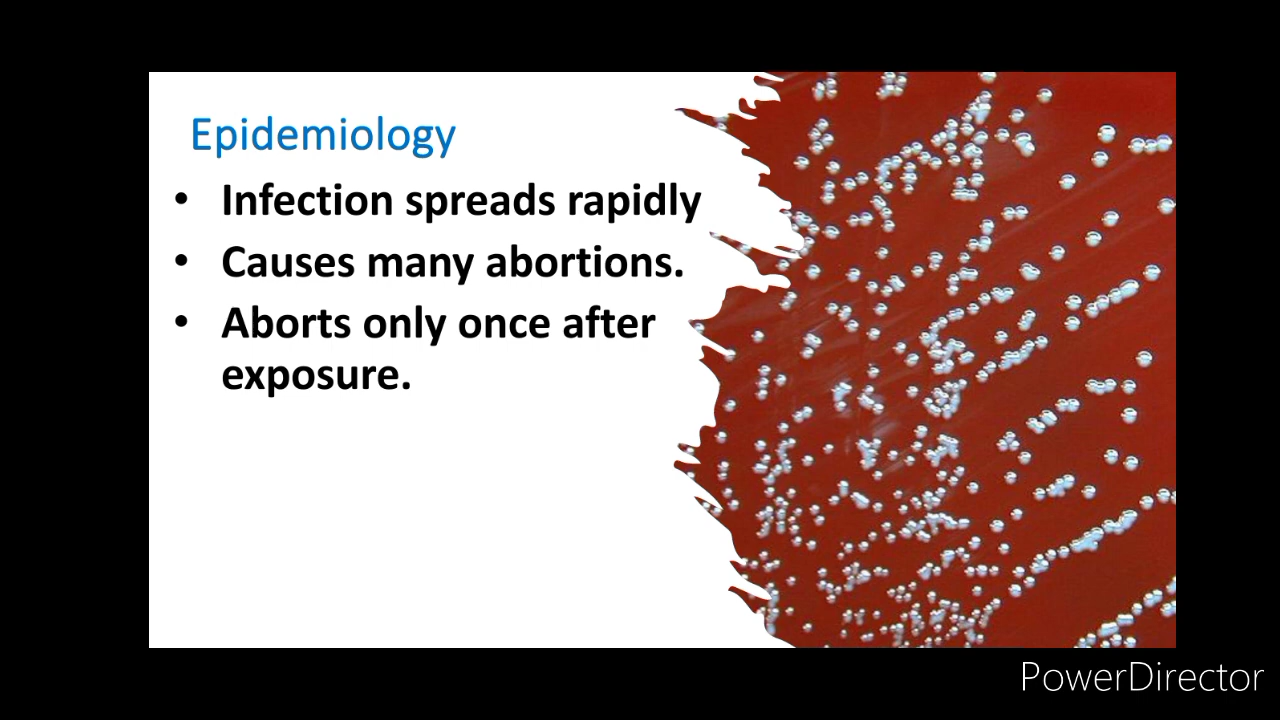 Epidemiology
• Infection spreads rapidly
• Causes many abortions.
• Aborts only once after
exposure.
PowerDirector